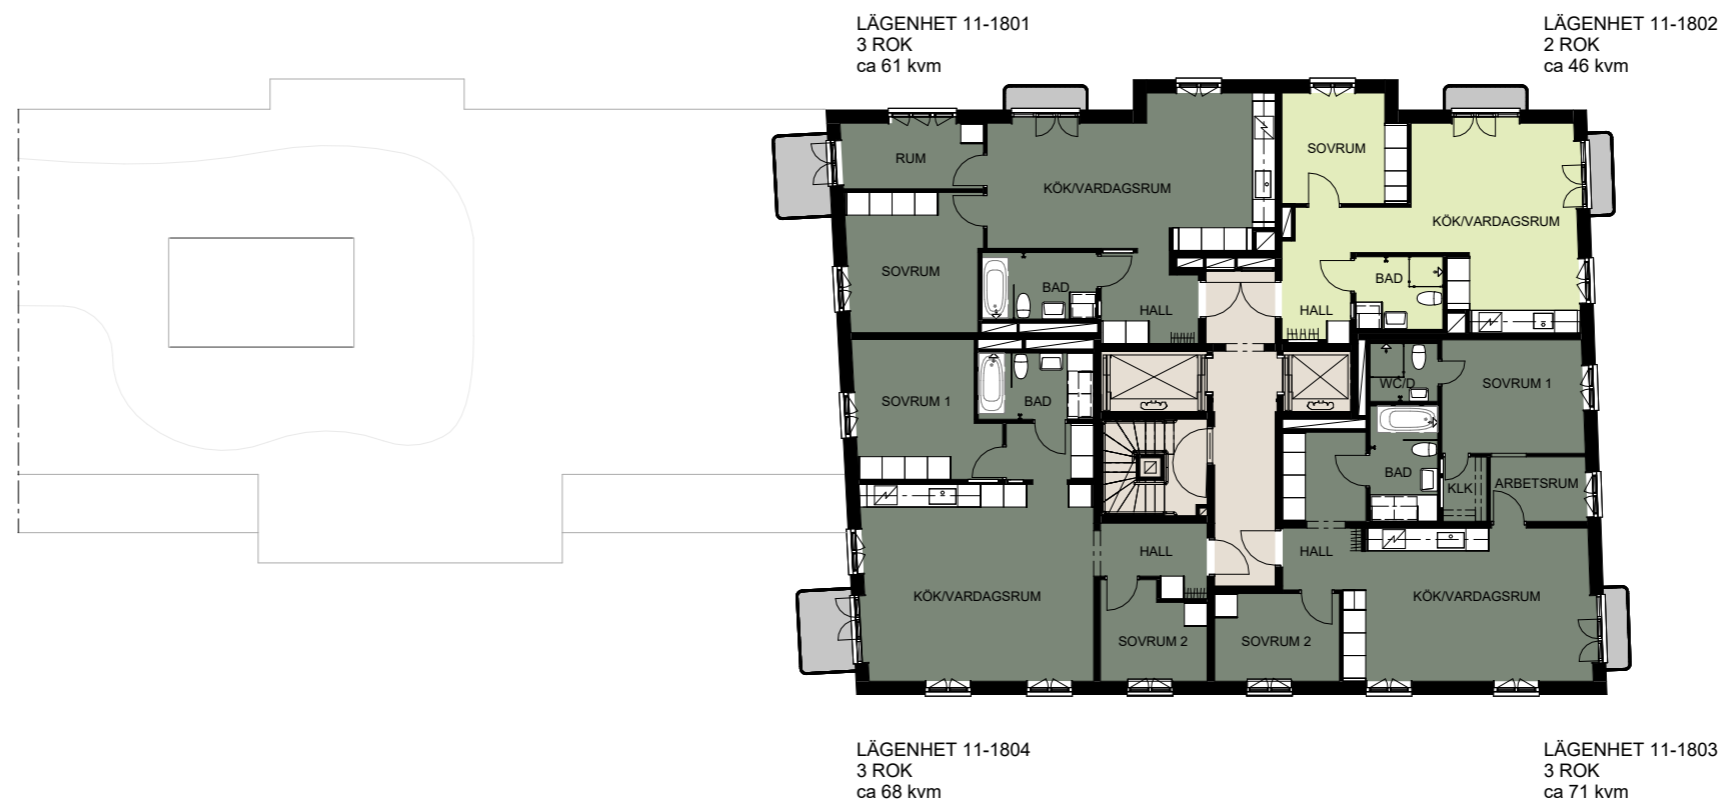 LÄGENHET 11-1801
3 ROK
ca 61 kvm
LÄGENHET 11-1802
2 ROK
ca 46 kvm
RUM
KÖK/VARDAGSRUM
SOVRUM
KÖK/VARDAGSRUM
SOVRUM
BAD
HALL
BAD
HALL
SOVRUM 1
BAD
WC/D
SOVRUM 1
BAD
KLK
ARBETSRUM
HALL
HALL
KÖK/VARDAGSRUM
KÖK/VARDAGSRUM
SOVRUM 2
SOVRUM 2
LÄGENHET 11-1804
3 ROK
ca 68 kvm
LÄGENHET 11-1803
3 ROK
ca 71 kvm